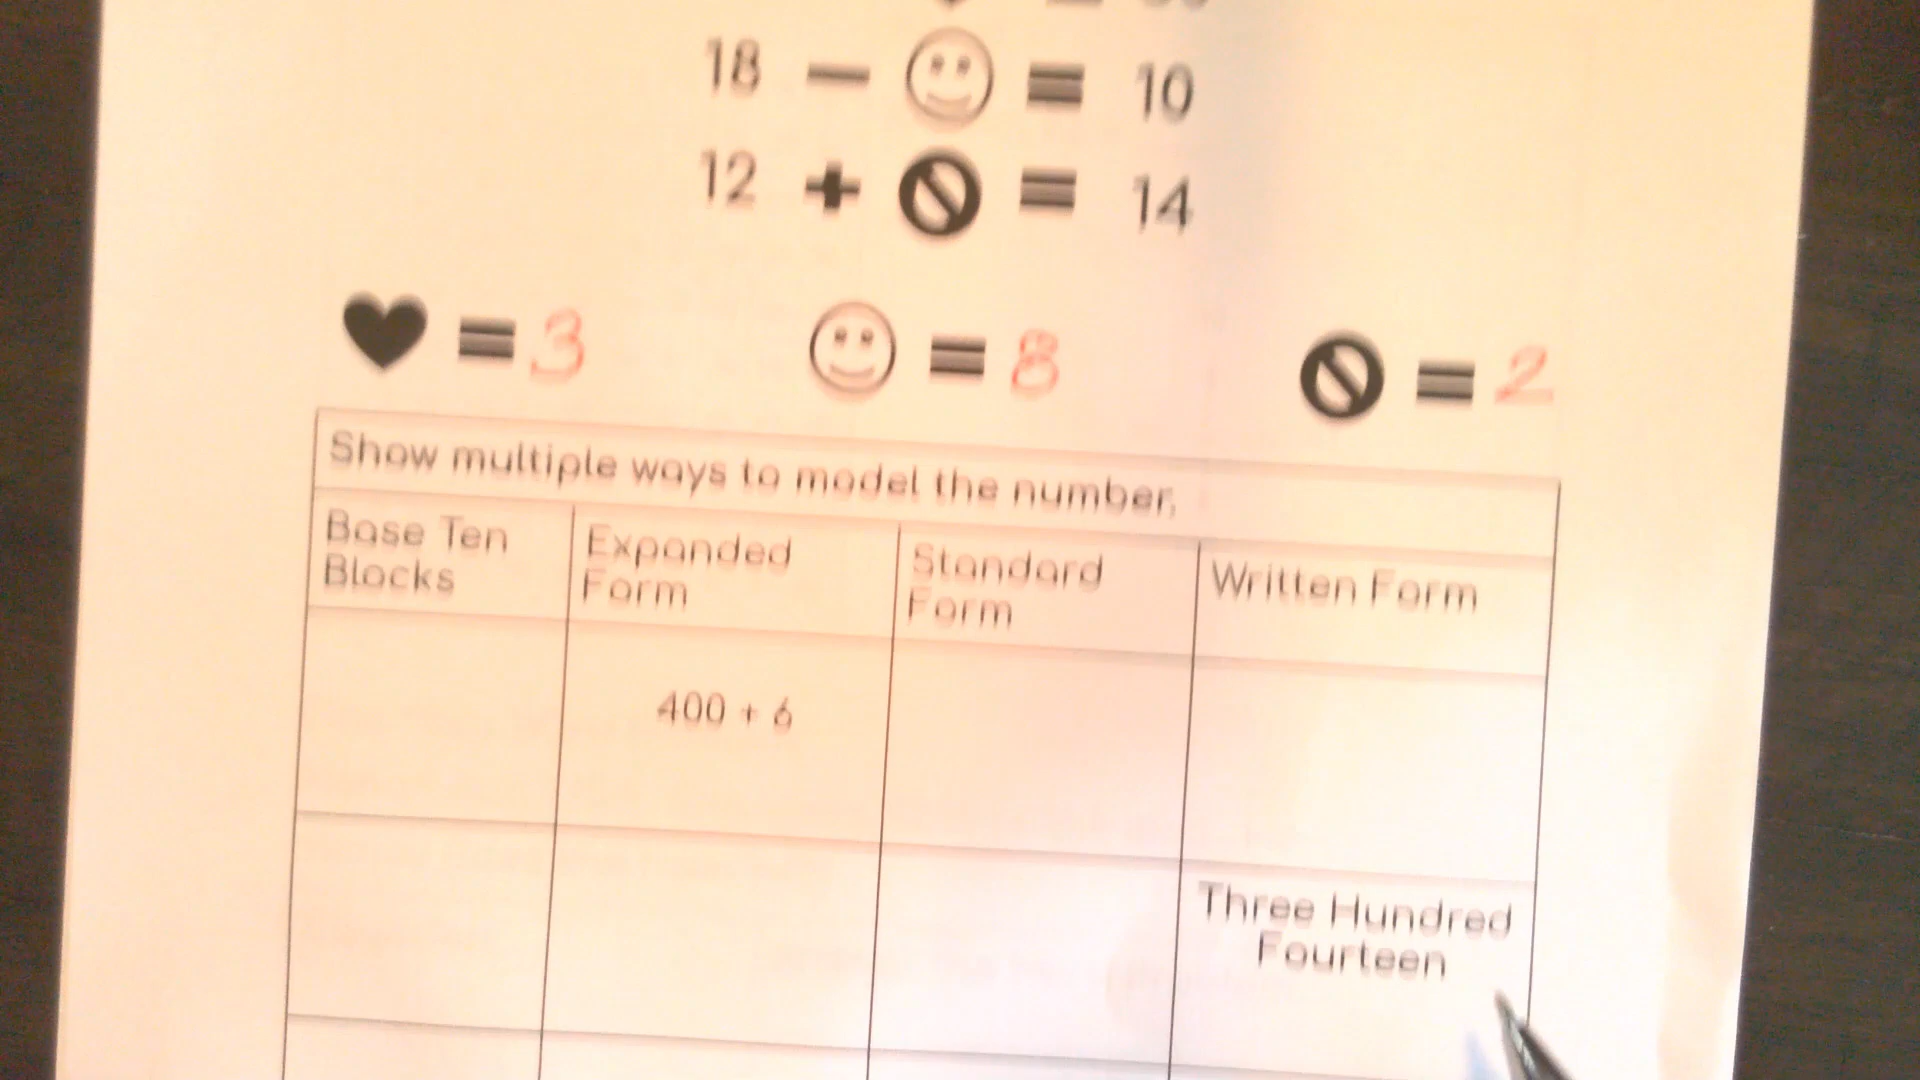 18 - = 10
12 + = 14
= 3 = 8 = 2
Show multiple ways to model the number.
Base Ten Blocks
Expanded Form
Standard Form
Written Form
400 + 6
Three Hundred
Fourteen